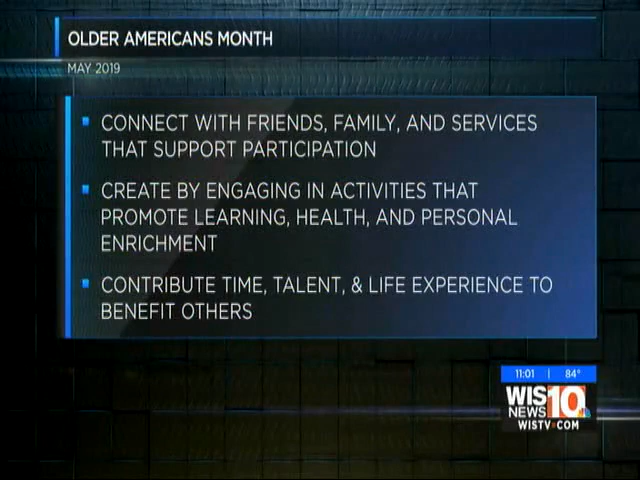 OLDER AMERICANS MONTH
MAY 2019
CONNECT WITH FRIENDS, FAMILY, AND SERVICES
THAT SUPPORT PARTICIPATION
CREATE BY ENGAGING IN ACTIVITIES THAT
PROMOTE LEARNING, HEALTH, AND PERSONAL
ENRICHMENT
CONTRIBUTE TIME, TALENT, & LIFE EXPERIENCE TO
BENEFIT OTHERS
11:01 | 84°
WIS 10
NEWS
WISTV.COM